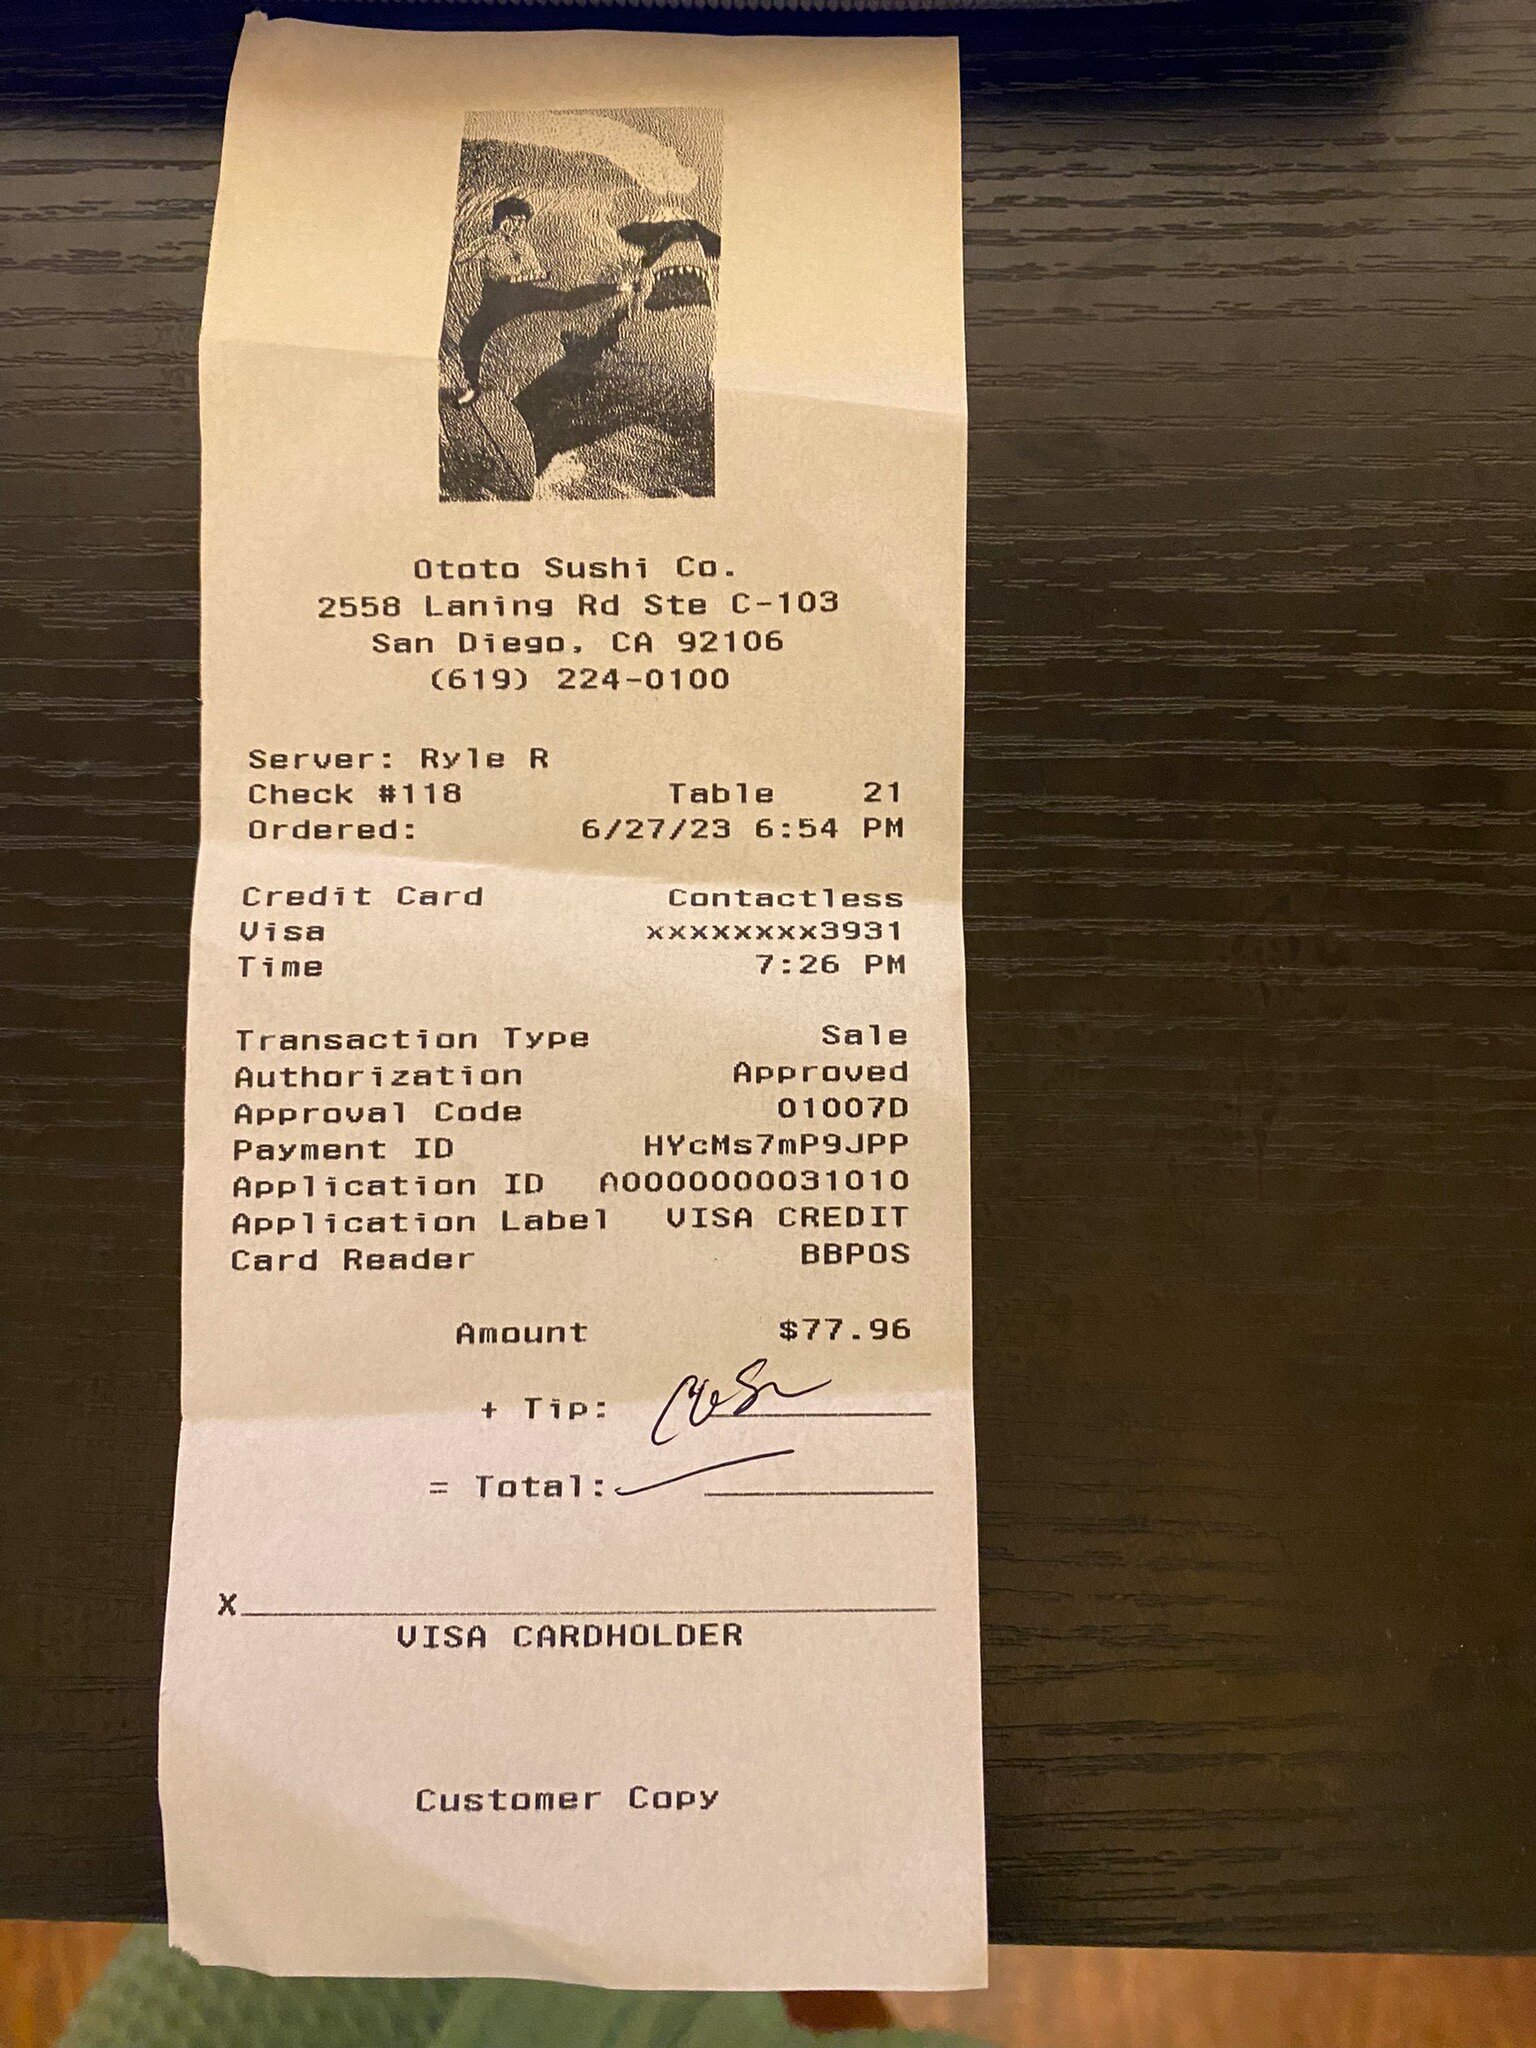 Ototo Sushi Co.
2558 Laning Rd Ste C-103
San Diego, CA 92106
(619) 224-0100
Server: Ryle R
Check #118 Table 21
Ordered: 6/27/23 6:54 PM
Credit Card Contactless
Visa xxxxxxxx3931
Time 7:26 PM
Transaction Type Sale
Authorization Approved
Approval Code 01007D
Payment ID HYcMs7mP9JPP
Application ID A0000000031010
Application Label VISA CREDIT
Card Reader BBPOS
Amount $77.96
+ Tip:
= Total:
X
VISA CARDHOLDER
Customer Copy